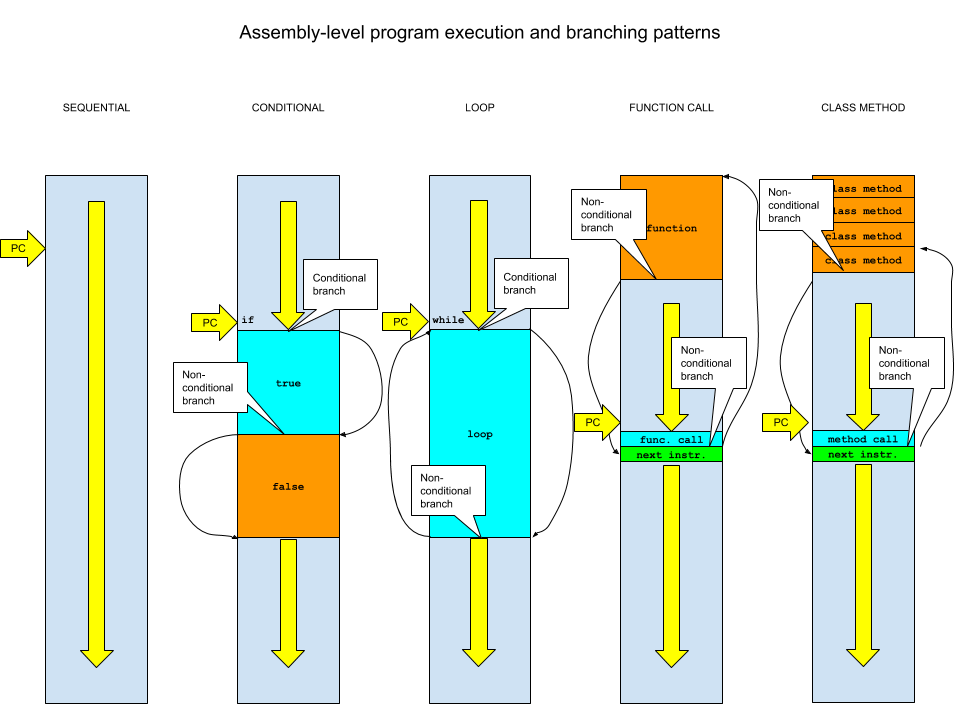 Assembly-level program execution and branching patterns
SEQUENTIAL
CONDITIONAL
LOOP
FUNCTION CALL
CLASS METHOD
PC
PC
if
Conditional
branch
true
Non-
conditional
branch
false
PC
while
Conditional
branch
loop
Non-
conditional
branch
Non-
conditional
branch
function
Non-
conditional
branch
PC
func. call
next instr.
Non-
conditional
branch
lass method
lass method
class method
class method
Non-
conditional
branch
PC
method call
next instr.